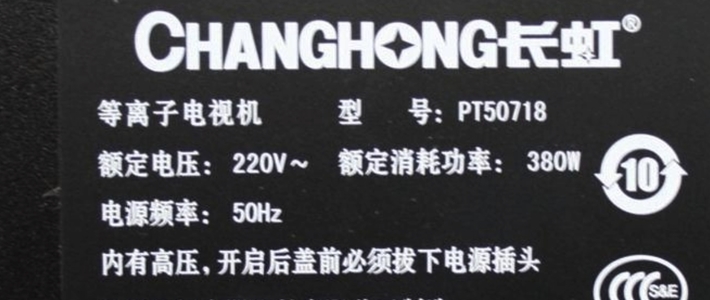 CHANGHONG长虹®
等离子电视机 型 号：PT50718
额定电压：220V～ 额定消耗功率：380W
10
电源频率：50Hz
内有高压，开启后盖前必须拔下电源插头
CCC S&E